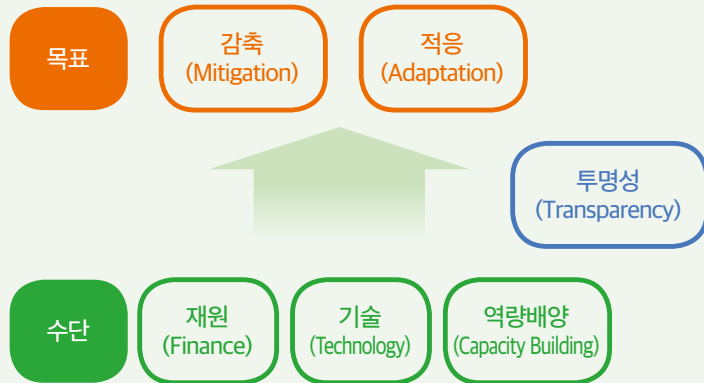 목표
감축
(Mitigation)
적응
(Adaptation)
투명성
(Transparency)
수단
재원
(Finance)
기술
(Technology)
역량배양
(Capacity Building)